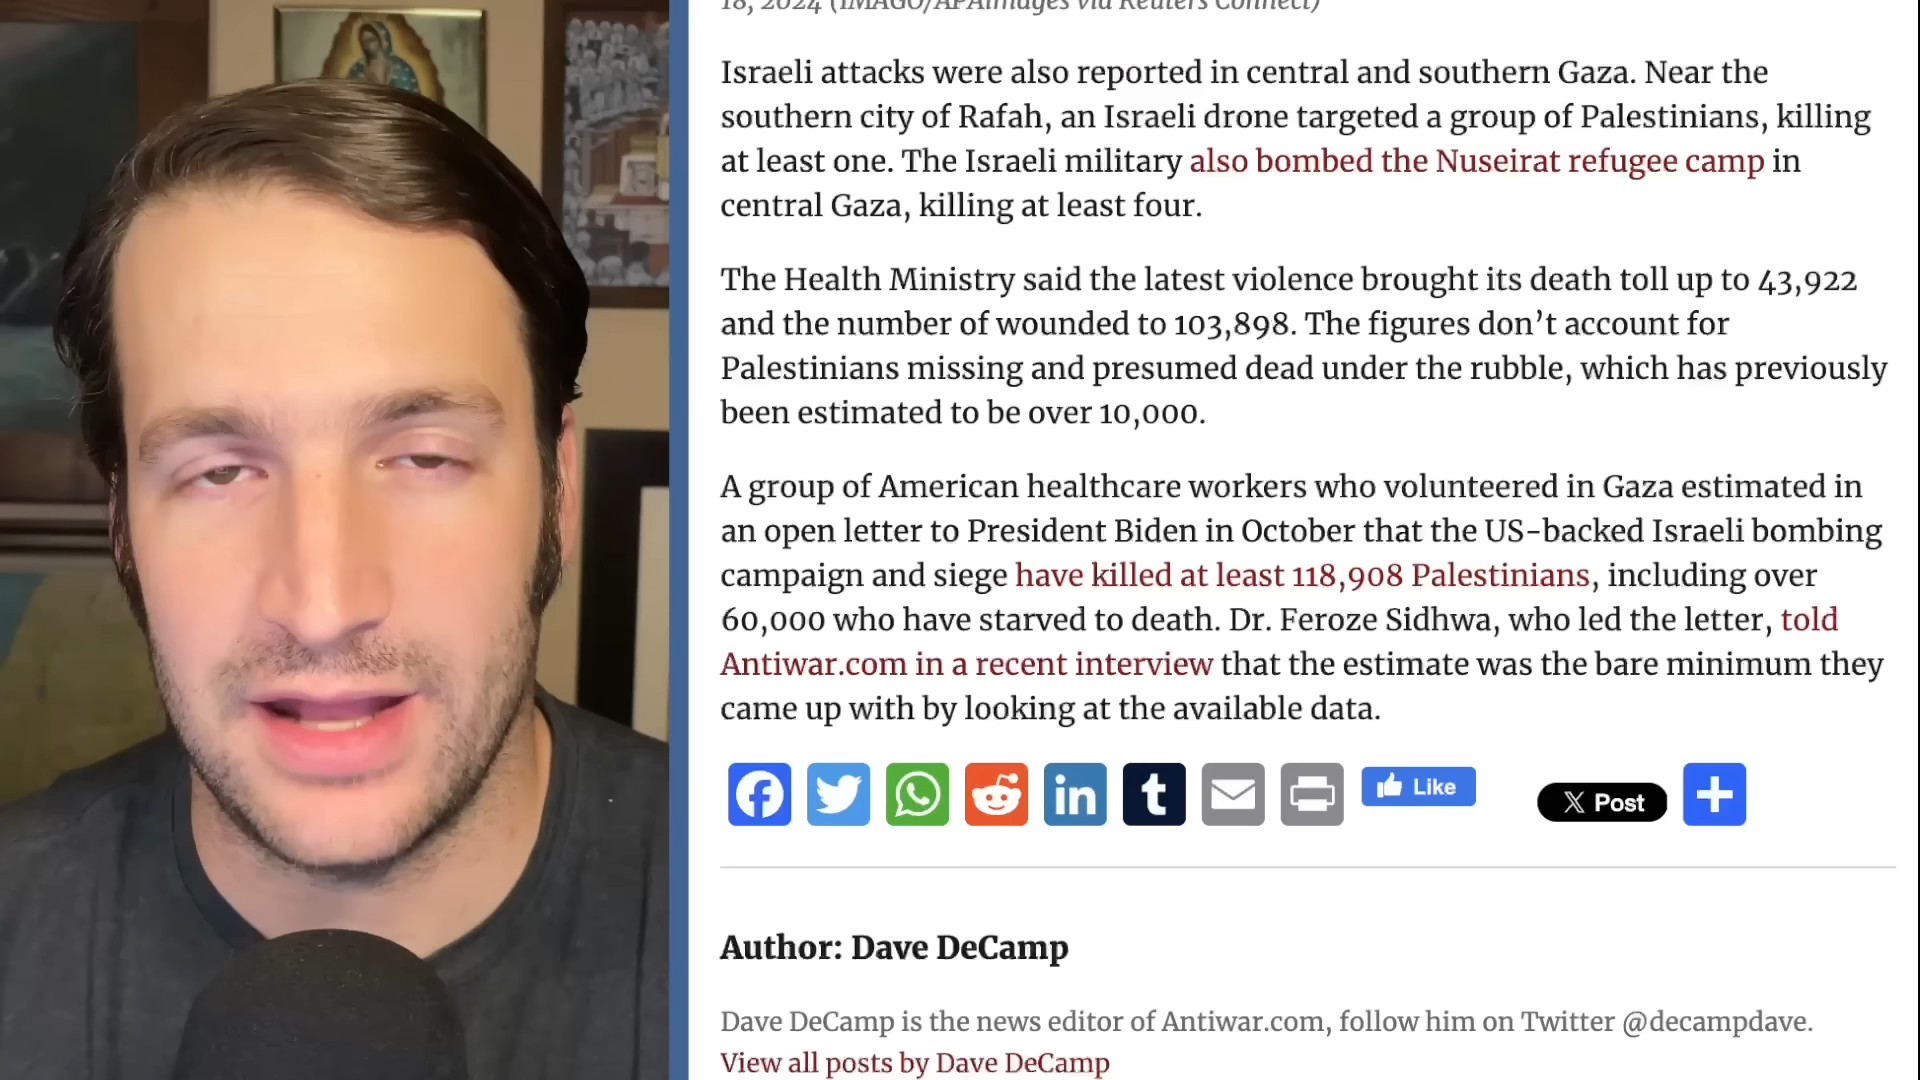 18, 2024 (IMAGO/APAimages via Reuters Connect)
Israeli attacks were also reported in central and southern Gaza. Near the
southern city of Rafah, an Israeli drone targeted a group of Palestinians, killing
at least one. The Israeli military also bombed the Nuseirat refugee camp in
central Gaza, killing at least four.
The Health Ministry said the latest violence brought its death toll up to 43,922
and the number of wounded to 103,898. The figures don’t account for
Palestinians missing and presumed dead under the rubble, which has previously
been estimated to be over 10,000.
A group of American healthcare workers who volunteered in Gaza estimated in
an open letter to President Biden in October that the US-backed Israeli bombing
campaign and siege have killed at least 118,908 Palestinians, including over
60,000 who have starved to death. Dr. Feroze Sidhwa, who led the letter, told
Antiwar.com in a recent interview that the estimate was the bare minimum they
came up with by looking at the available data.
Like
X Post
Author: Dave DeCamp
Dave DeCamp is the news editor of Antiwar.com, follow him on Twitter @decampdave.
View all posts by Dave DeCamp